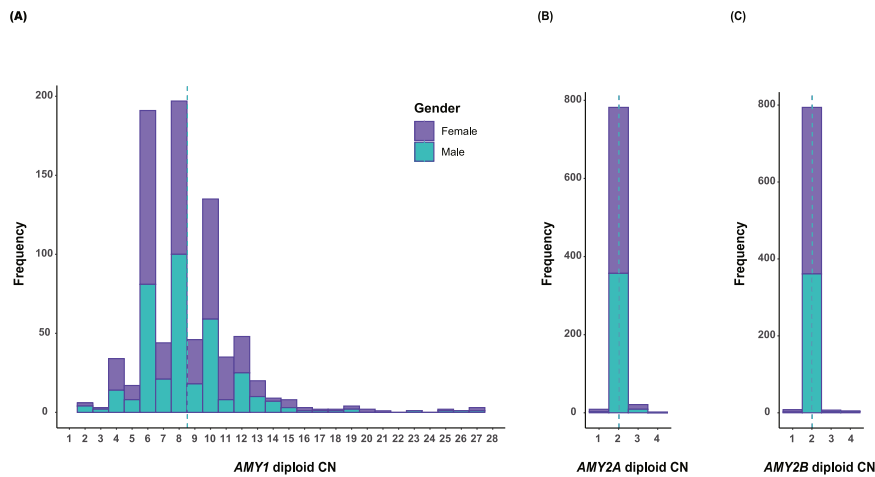 (A)
(B)
(C)
Gender
Female
Male
Frequency
200
150
100
50
0
1 2 3 4 5 6 7 8 9 10 11 12 13 14 15 16 17 18 19 20 21 22 23 24 25 26 27 28
AMY1 diploid CN
Frequency
800
600
400
200
0
1 2 3 4
AMY2A diploid CN
Frequency
800
600
400
200
0
1 2 3 4
AMY2B diploid CN